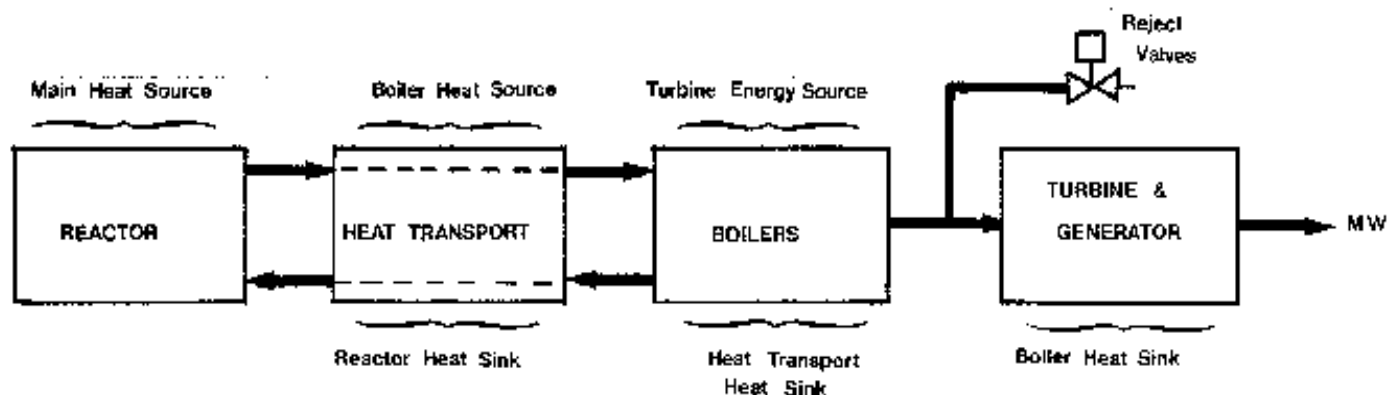 Reject
Valves
Main Heat Source
Boiler Heat Source
Turbine Energy Source
REACTOR
HEAT TRANSPORT
BOILERS
TURBINE &
GENERATOR
MW
Reactor Heat Sink
Heat Transport
Heat Sink
Boiler Heat Sink